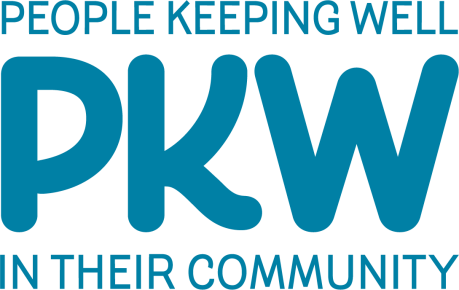 PEOPLE KEEPING WELL
PKW
IN THEIR COMMUNITY